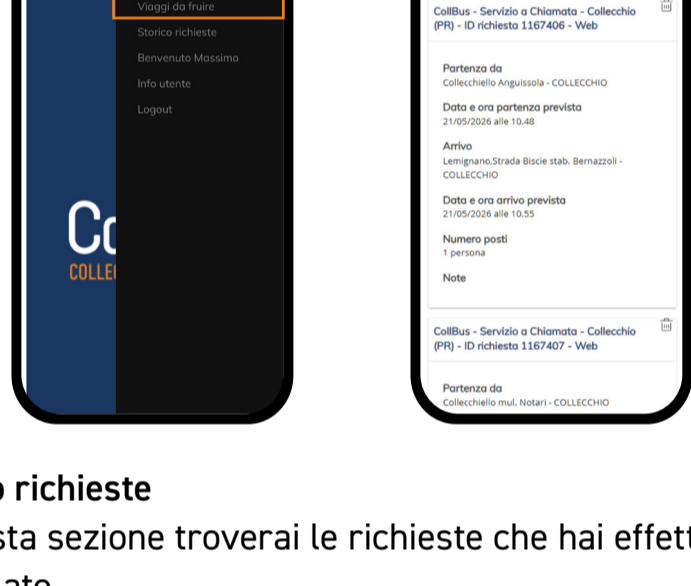 Viaggi da fruire
Storico richieste
Benvenuto Massimo
Info utente
Logout
CollBus - Servizio a Chiamata - Collecchio
(PR) - ID richiesta 1167406 - Web
Partenza da
Collecchiello Anguissola - COLLECCHIO
Data e ora partenza prevista
21/05/2026 alle 10.48
Arrivo
Lemignano,Strada Biscie stab. Bernazzoli -
COLLECCHIO
Data e ora arrivo prevista
21/05/2026 alle 10.55
Numero posti
1 persona
Note
CollBus - Servizio a Chiamata - Collecchio
(PR) - ID richiesta 1167407 - Web
Partenza da
Collecchiello mul. Notari - COLLECCHIO
richieste
sezione troverai le richieste che hai